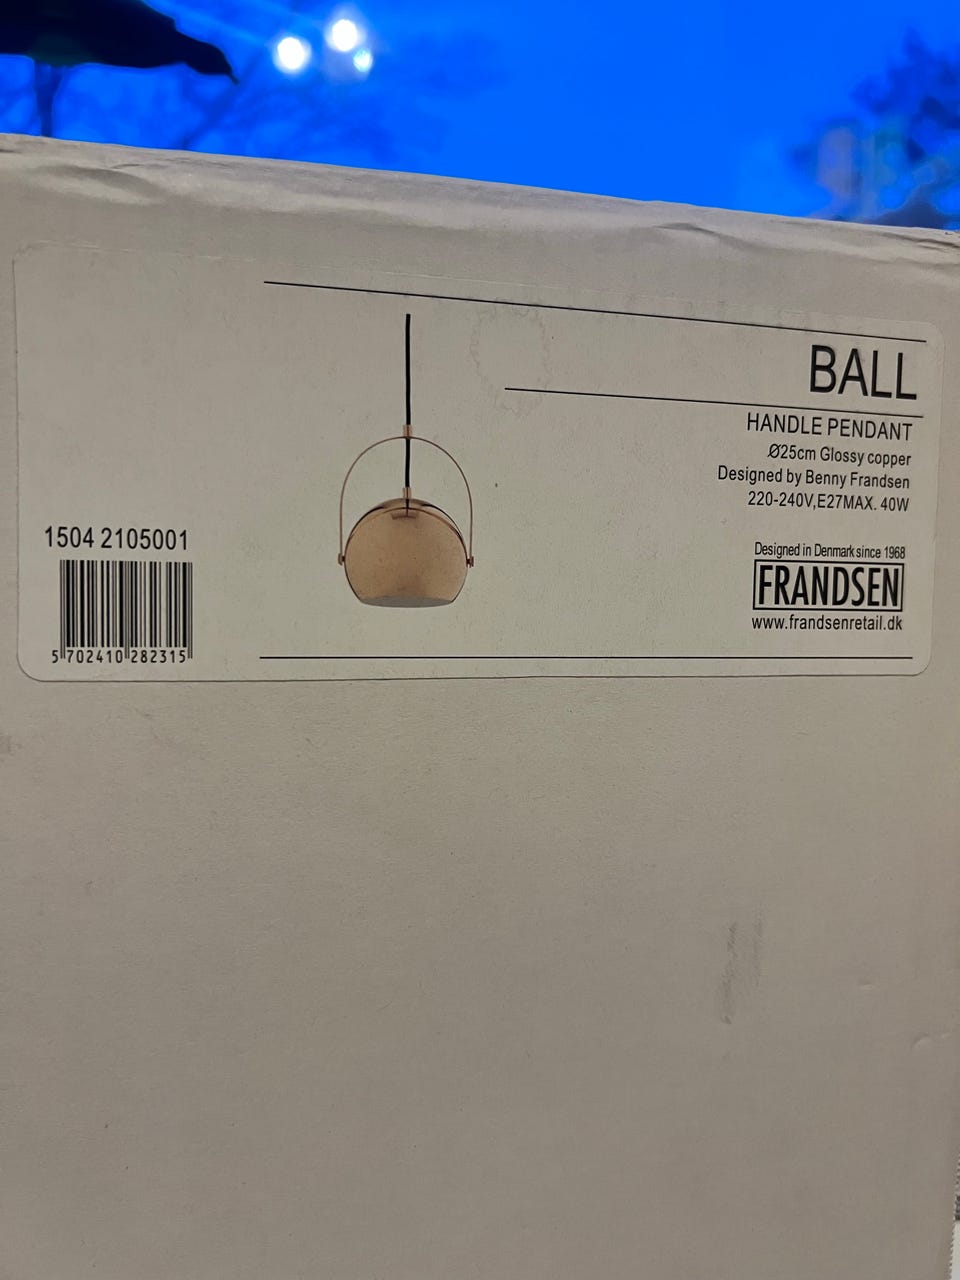 BALL
HANDLE PENDANT
Ø25cm Glossy copper
Designed by Benny Frandsen
220-240V,E27MAX. 40W
1504 2105001
5 702410 282315
Designed in Denmark since 1968
FRANDSEN
www.frandsenretail.dk